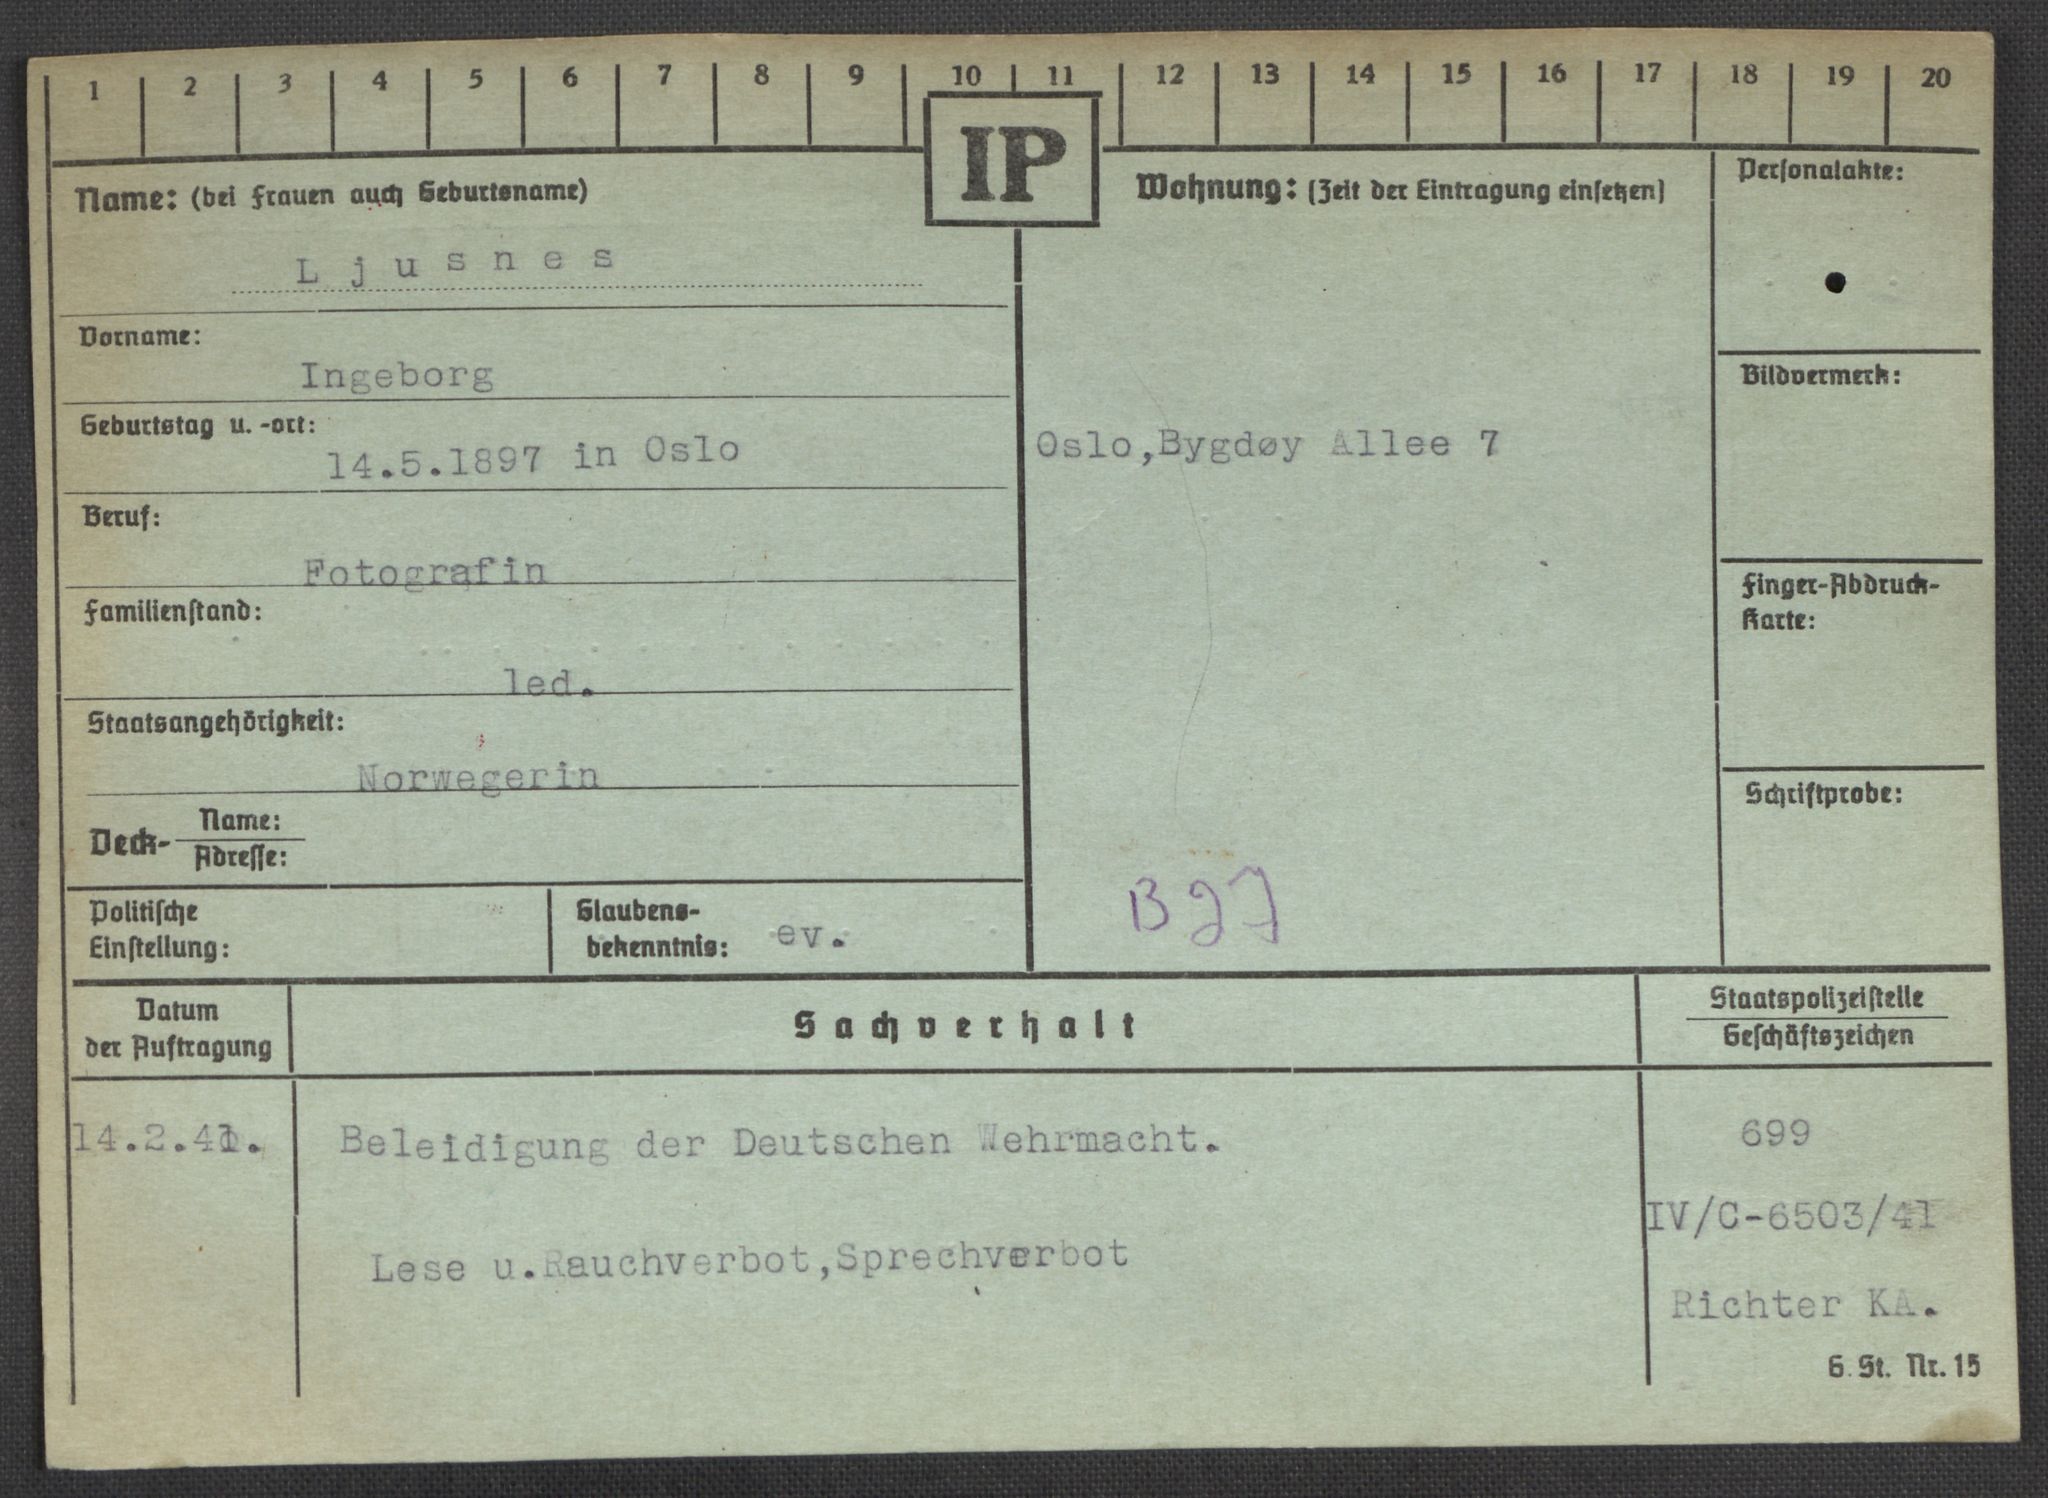 1 2 3 4 5 6 7 8 9 10 11 12 13 14 15 16 17 18 19 20
IP
Name: (bei Frauen auch Geburtsname)
Ljusnes
Vorname:
Ingeborg
Geburtstag u. -ort:
14.5.1897 in Oslo
Beruf:
Fotografin
Familienstand:
led.
Staatsangehörigkeit:
Norwegerin
Deck- Name:
Adresse:
Politische
Einstellung:
Glaubens-
bekenntnis: ev.
Wohnung: (Zeit der Eintragung einsetzen)
Oslo,Bygdøy Allee 7
Personalakte:
Bildvermerk:
Finger-Abdruck-
Karte:
Schriftprobe:
Datum
der Auftragung
Sachverhalt
Staatspolizeistelle
Geschäftszeichen
14.2.41. Beleidigung der Deutschen Wehrmacht. 699
IV/C-6503/41
Lese u.Rauchverbot,Sprechverbot
Richter KA.
G. St. Nr. 15